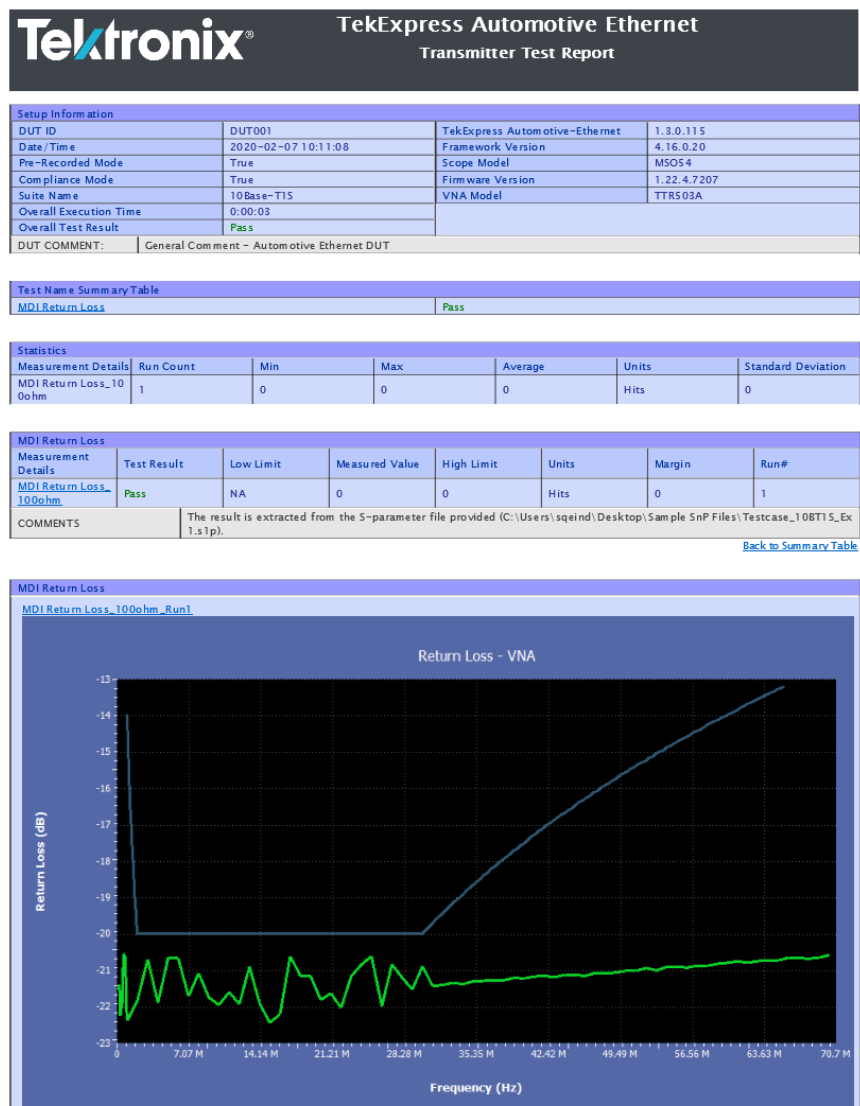 Tektronix®
TekExpress Automotive Ethernet
Transmitter Test Report
Setup Information
DUT ID DUT001 TekExpress Automotive-Ethernet 1.3.0.115
Date/Time 2020-02-07 10:11:08 Framework Version 4.16.0.20
Pre-Recorded Mode True Scope Model MSO54
Compliance Mode True Firmware Version 1.22.4.7207
Suite Name 10Base-T1S VNA Model TTR503A
Overall Execution Time 0:00:03
Overall Test Result Pass
DUT COMMENT: General Comment - Automotive Ethernet DUT
Test Name Summary Table
MDI Return Loss Pass
Statistics
Measurement Details Run Count Min Max Average Units Standard Deviation
MDI Return Loss_10
0ohm 1 0 0 0 Hits 0
MDI Return Loss
Measurement
Details Test Result Low Limit Measured Value High Limit Units Margin Run#
MDI Return Loss_
100ohm Pass NA 0 0 Hits 0 1
COMMENTS The result is extracted from the S-parameter file provided (C:\Users\sqeind\Desktop\Sample SnP Files\Testcase_10BT1S_Ex
1.s1p).
Back to Summary Table
MDI Return Loss
MDI Return Loss_100ohm_Run1
Return Loss - VNA
-13
-14
-15
-16
-17
-18
-19
-20
-21
-22
-23
Return Loss (dB)
0 7.07 M 14.14 M 21.21 M 28.28 M 35.35 M 42.42 M 49.49 M 56.56 M 63.63 M 70.7 M
Frequency (Hz)